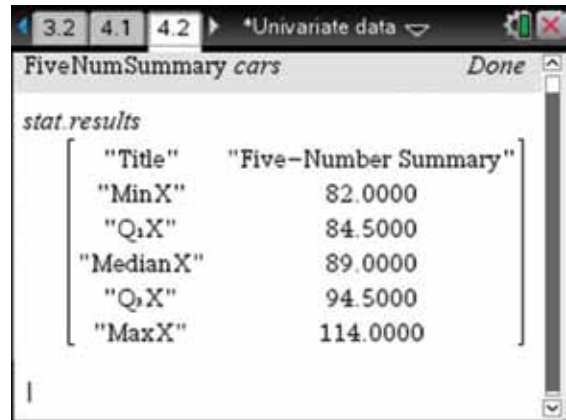 3.2 4.1 4.2 *Univariate data
FiveNumSummary cars Done
stat.results
"Title" "Five-Number Summary"
"MinX" 82.0000
"Q₁X" 84.5000
"MedianX" 89.0000
"Q₃X" 94.5000
"MaxX" 114.0000